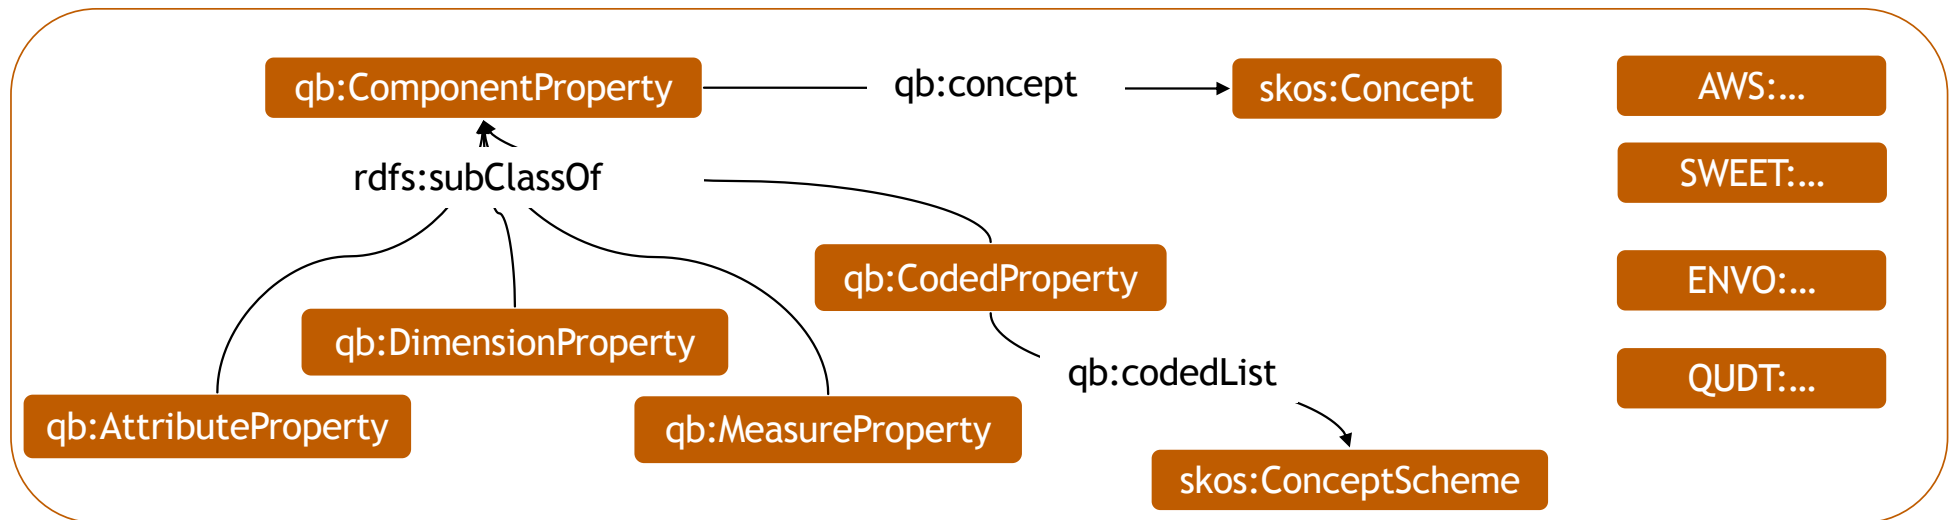 qb:ComponentProperty
qb:concept
skos:Concept
AWS:...
rdfs:subClassOf
SWEET:...
qb:CodedProperty
ENVO:...
qb:DimensionProperty
qb:codedList
QUDT:...
qb:AttributeProperty
qb:MeasureProperty
skos:ConceptScheme